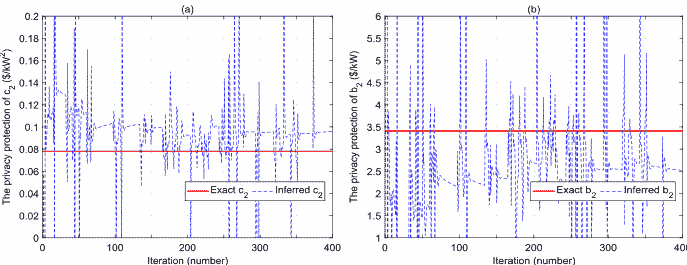 (a)
The privacy protection of c2 ($/kW2)
0.2
0.18
0.16
0.14
0.12
0.1
0.08
0.06
0.04
0.02
0
Exact c2
Inferred c2
0 100 200 300 400
Iteration (number)
(b)
The privacy protection of b2 ($/kW)
6
5.5
5
4.5
4
3.5
3
2.5
2
1.5
1
Exact b2
Inferred b2
0 100 200 300 400
Iteration (number)